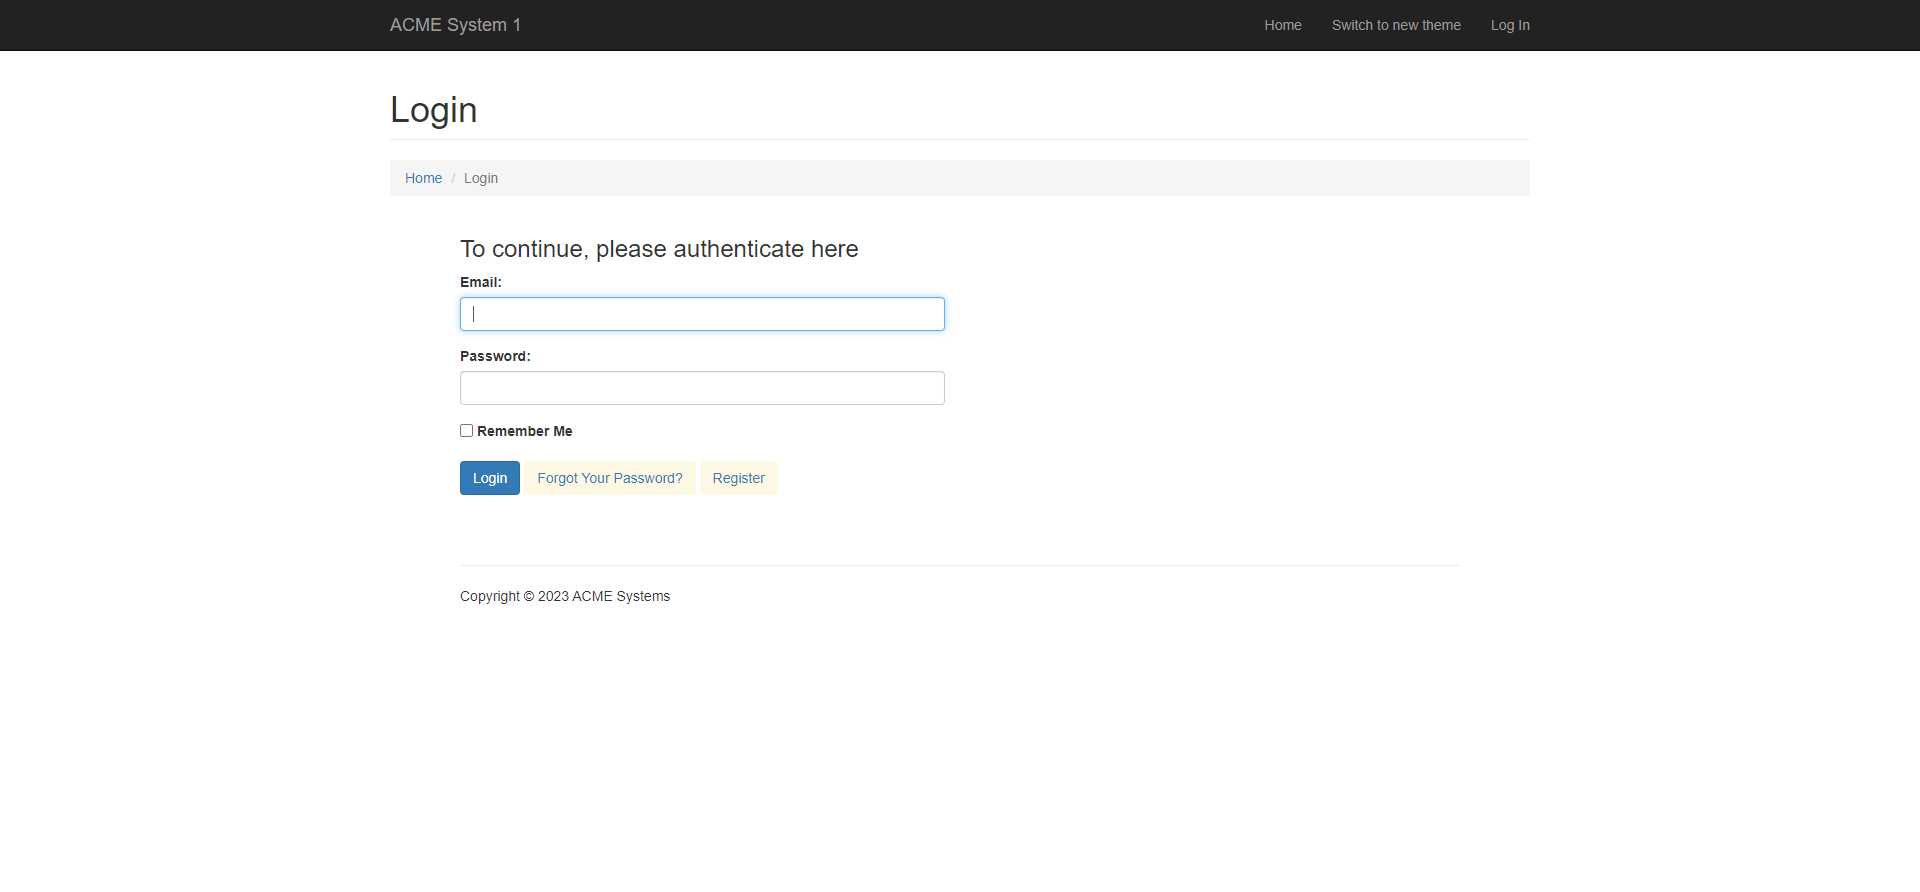 ACME System 1 Home Switch to new theme Log In
Login
Home / Login
To continue, please authenticate here
Email:
Password:
Remember Me
Login Forgot Your Password? Register
Copyright © 2023 ACME Systems